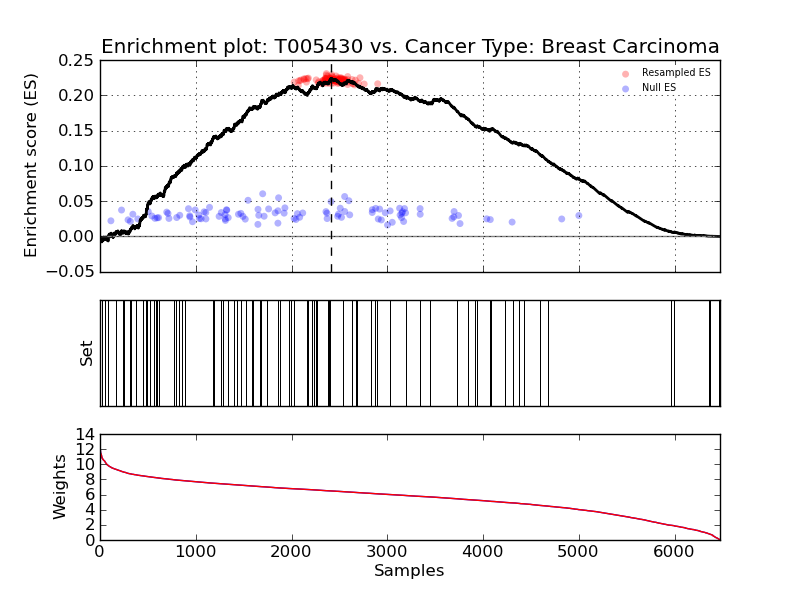 Enrichment plot: T005430 vs. Cancer Type: Breast Carcinoma
0.25
0.20
0.15
0.10
0.05
0.00
−0.05
Enrichment score (ES)
Resampled ES
Null ES
Set
14
12
10
8
6
4
2
0
Weights
0 1000 2000 3000 4000 5000 6000
Samples